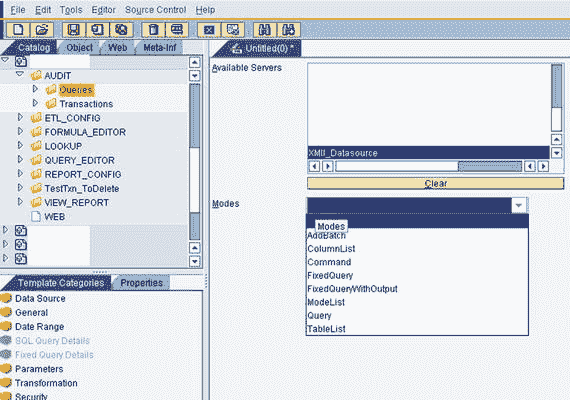 File Edit Tools Editor Source Control Help
Catalog Object Web Meta-Inf
AUDIT
Queries
Transactions
ETL_CONFIG
FORMULA_EDITOR
LOOKUP
QUERY_EDITOR
REPORT_CONFIG
TestTxn_ToDelete
VIEW_REPORT
WEB
Template Categories Properties
Data Source
General
Date Range
SQL Query Details
Fixed Query Details
Parameters
Transformation
Security
Untitled(0) *
Available Servers
XMII_Datasource
Clear
Modes
Modes
AddBatch
ColumnList
Command
FixedQuery
FixedQueryWithOutput
ModeList
Query
TableList